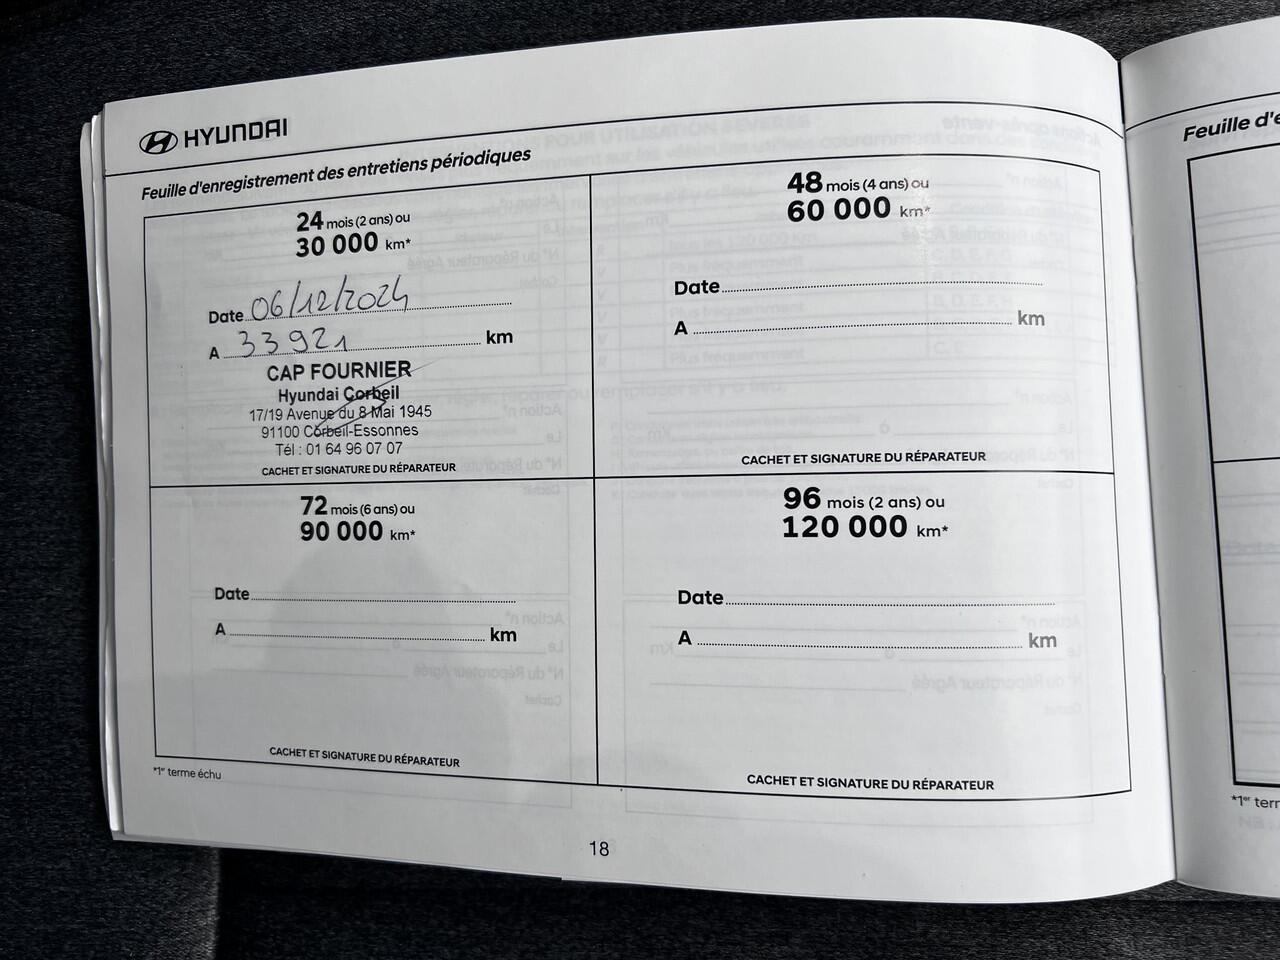 HYUNDAI
Feuille d'enregistrement des entretiens périodiques
24 mois (2 ans) ou
30 000 km*
Date 06/12/2024
A 33921 km
CAP FOURNIER
Hyundai Corbeil
17/19 Avenue du 8 Mai 1945
91100 Corbeil-Essonnes
Tél : 01 64 96 07 07
CACHET ET SIGNATURE DU RÉPARATEUR
48 mois (4 ans) ou
60 000 km*
Date
A km
CACHET ET SIGNATURE DU RÉPARATEUR
72 mois (6 ans) ou
90 000 km*
Date
A km
CACHET ET SIGNATURE DU RÉPARATEUR
96 mois (2 ans) ou
120 000 km*
Date
A km
CACHET ET SIGNATURE DU RÉPARATEUR
*1er terme échu
18
Feuille d'e
*1er term